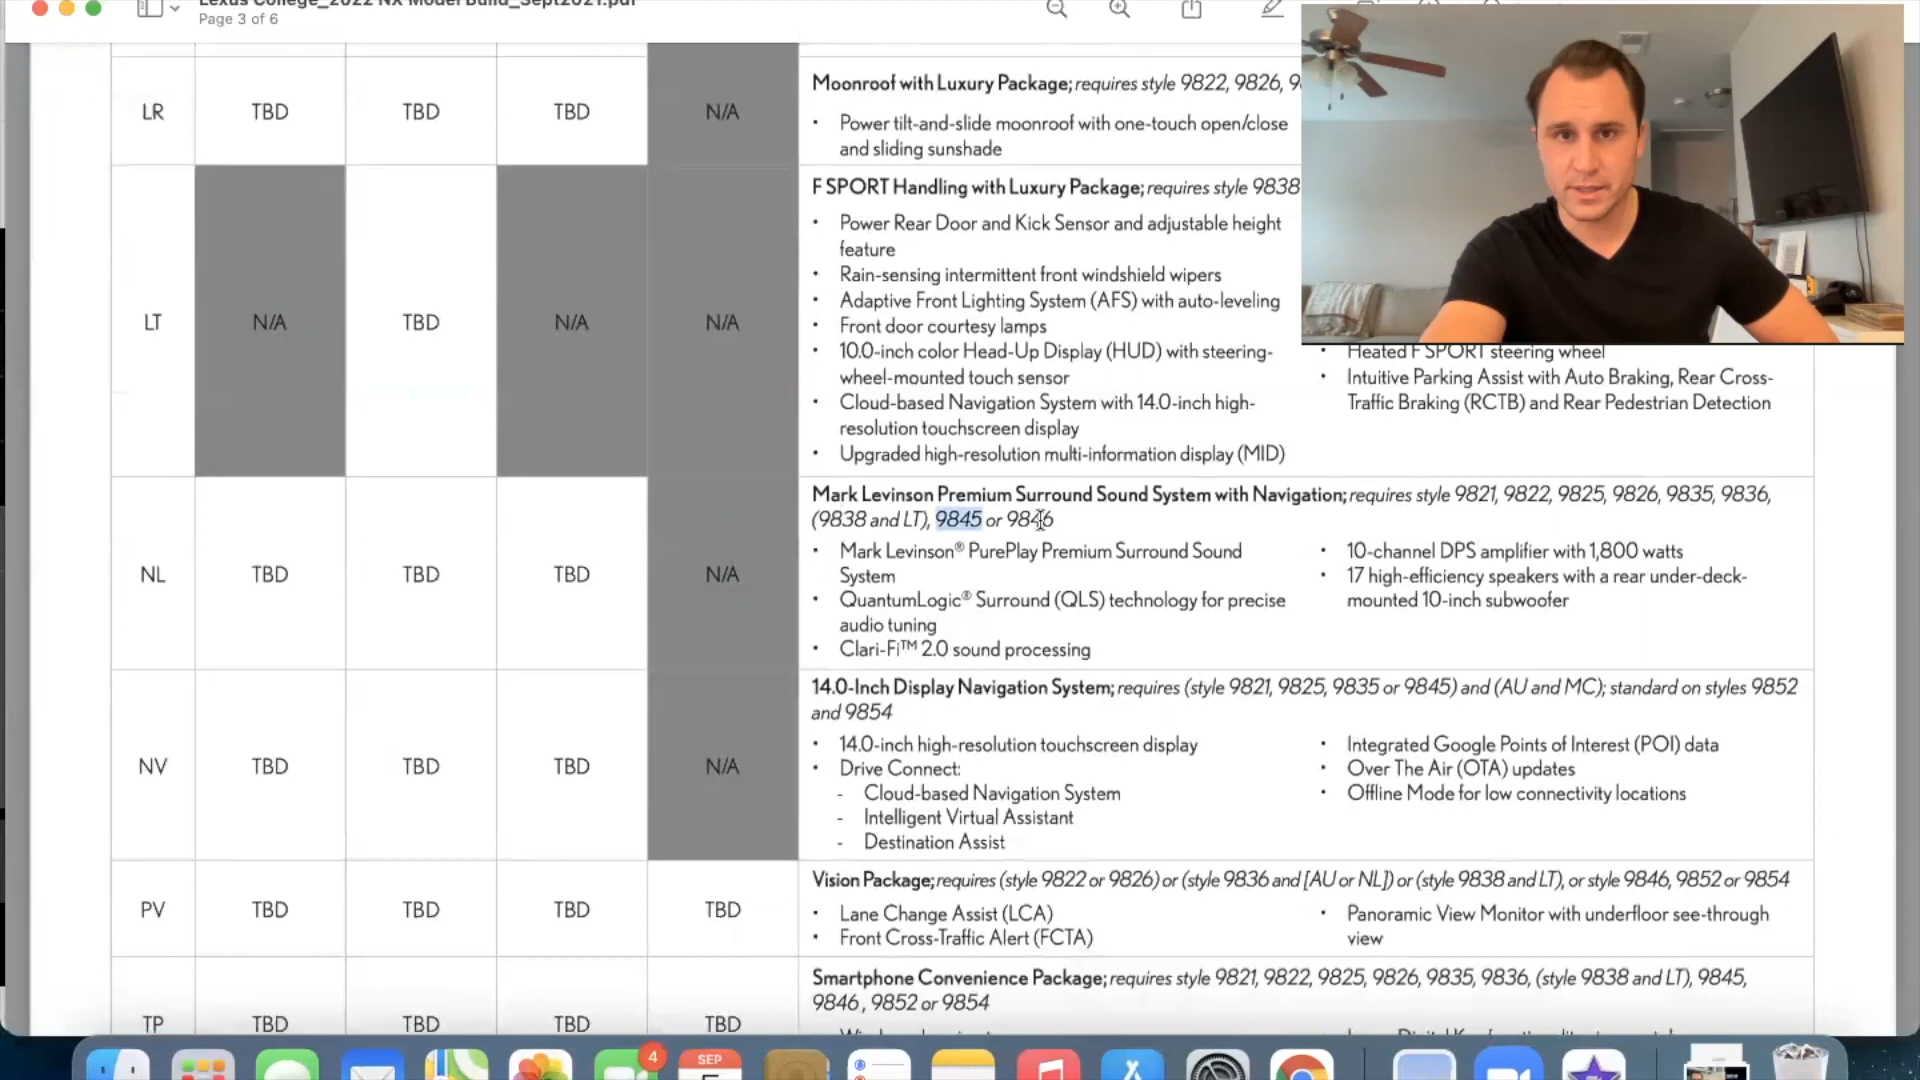 Lexus College_2022 NX Model Build_Sept2021.pdf
Page 3 of 6
LR TBD TBD TBD N/A
Moonroof with Luxury Package; requires style 9822, 9826, 9
• Power tilt-and-slide moonroof with one-touch open/close
and sliding sunshade
LT N/A TBD N/A N/A
F SPORT Handling with Luxury Package; requires style 9838
• Power Rear Door and Kick Sensor and adjustable height
feature
• Rain-sensing intermittent front windshield wipers
• Adaptive Front Lighting System (AFS) with auto-leveling
• Front door courtesy lamps
• 10.0-inch color Head-Up Display (HUD) with steering-
wheel-mounted touch sensor
• Cloud-based Navigation System with 14.0-inch high-
resolution touchscreen display
• Upgraded high-resolution multi-information display (MID)
• Heated F SPORT steering wheel
• Intuitive Parking Assist with Auto Braking, Rear Cross-
Traffic Braking (RCTB) and Rear Pedestrian Detection
NL TBD TBD TBD N/A
Mark Levinson Premium Surround Sound System with Navigation; requires style 9821, 9822, 9825, 9826, 9835, 9836,
(9838 and LT), 9845 or 9846
• Mark Levinson® PurePlay Premium Surround Sound
System
• QuantumLogic® Surround (QLS) technology for precise
audio tuning
• Clari-Fi™ 2.0 sound processing
• 10-channel DPS amplifier with 1,800 watts
• 17 high-efficiency speakers with a rear under-deck-
mounted 10-inch subwoofer
NV TBD TBD TBD N/A
14.0-Inch Display Navigation System; requires (style 9821, 9825, 9835 or 9845) and (AU and MC); standard on styles 9852
and 9854
• 14.0-inch high-resolution touchscreen display
• Drive Connect:
- Cloud-based Navigation System
- Intelligent Virtual Assistant
- Destination Assist
• Integrated Google Points of Interest (POI) data
• Over The Air (OTA) updates
• Offline Mode for low connectivity locations
PV TBD TBD TBD TBD
Vision Package; requires (style 9822 or 9826) or (style 9836 and [AU or NL]) or (style 9838 and LT), or style 9846, 9852 or 9854
• Lane Change Assist (LCA)
• Front Cross-Traffic Alert (FCTA)
• Panoramic View Monitor with underfloor see-through
view
TP TBD TBD TBD TBD
Smartphone Convenience Package; requires style 9821, 9822, 9825, 9826, 9835, 9836, (style 9838 and LT), 9845,
9846 , 9852 or 9854
4
SEP